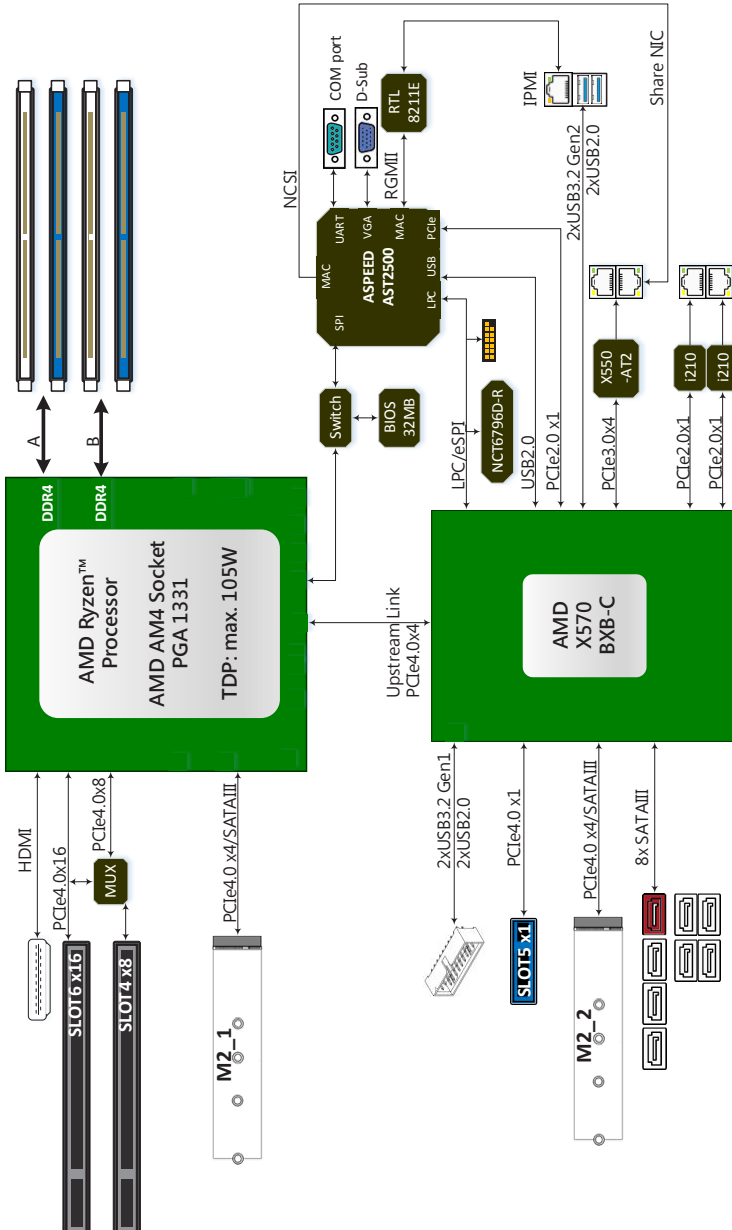 HDMI
PCIe4.0x16
PCIe4.0x8
MUX
SLOT6 x16
SLOT4 x8
PCIe4.0 x4/SATAIII
M2_1
AMD Ryzen™
Processor
AMD AM4 Socket
PGA 1331
TDP: max. 105W
DDR4
DDR4
A
B
Upstream Link
PCIe4.0x4
Switch
BIOS
32MB
NCSI
MAC
SPI
UART
VGA
MAC
ASPEED
AST2500
LPC
USB
PCIe
COM port
D-Sub
RGMII
RTL
8211E
IPMI
Share NIC
2xUSB3.2 Gen1
2xUSB2.0
PCIe4.0 x1
SLOT5 x1
PCIe4.0 x4/SATAIII
M2_2
8x SATAIII
AMD
X570
BXB-C
LPC/eSPI
NCT6796D-R
USB2.0
PCIe2.0 x1
2xUSB3.2 Gen2
2xUSB2.0
PCIe3.0x4
X550
-AT2
PCIe2.0x1
i210
PCIe2.0x1
i210